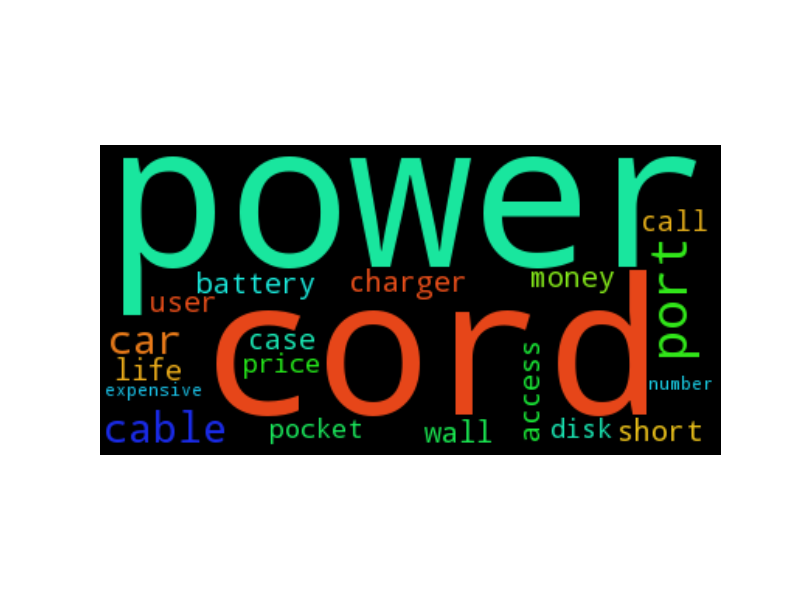 power
call
port
battery
charger
money
user
cord
car
case
life
price
access
expensive
number
cable
pocket
wall
disk
short